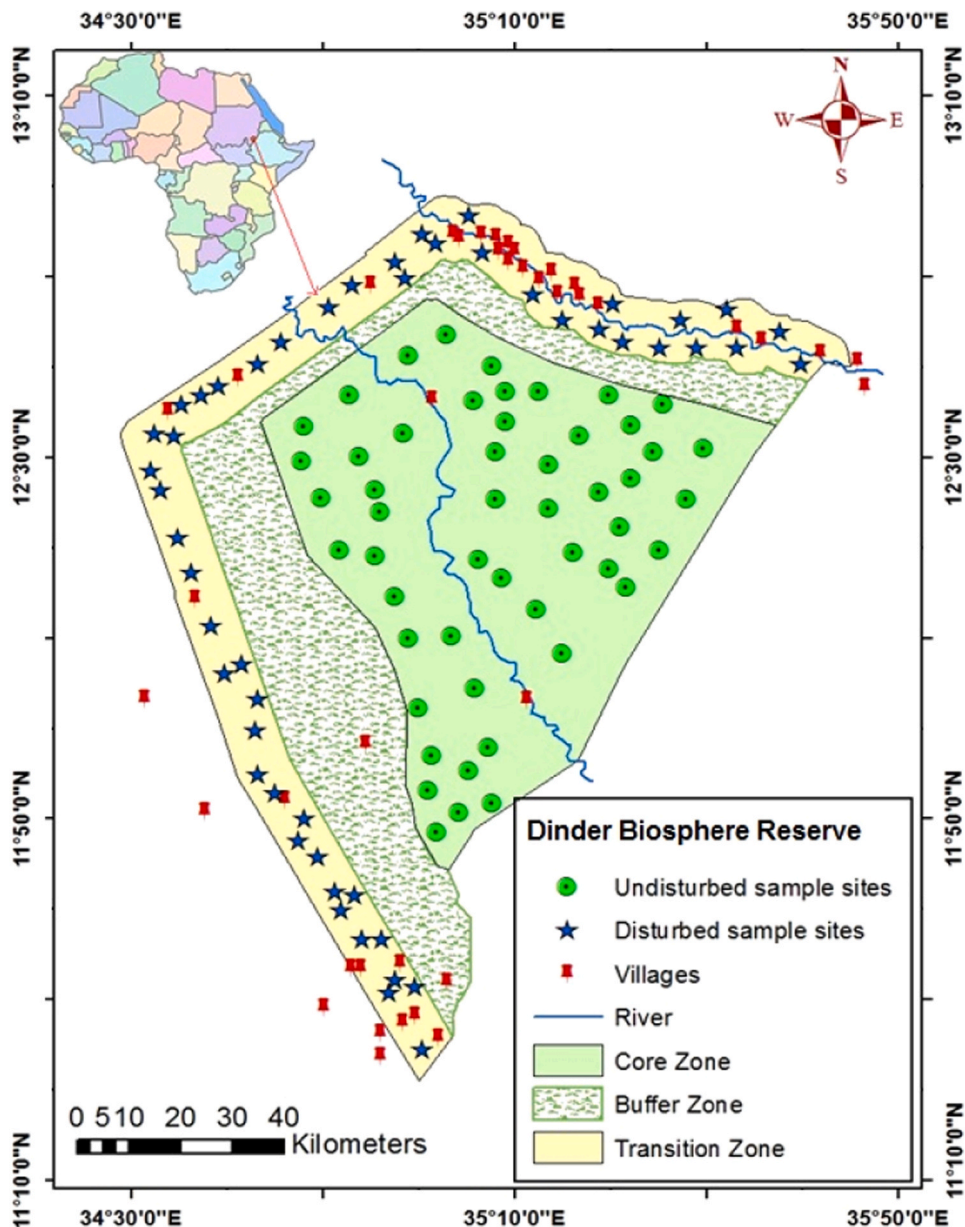 34°30'0"E 35°10'0"E 35°50'0"E
13°10'0"N
13°10'0"N
N
W E
S
12°30'0"N
12°30'0"N
11°50'0"N
11°50'0"N
Dinder Biosphere Reserve
Undisturbed sample sites
Disturbed sample sites
Villages
River
Core Zone
Buffer Zone
Transition Zone
0 5 10 20 30 40
Kilometers
11°10'0"N
11°10'0"N
34°30'0"E 35°10'0"E 35°50'0"E